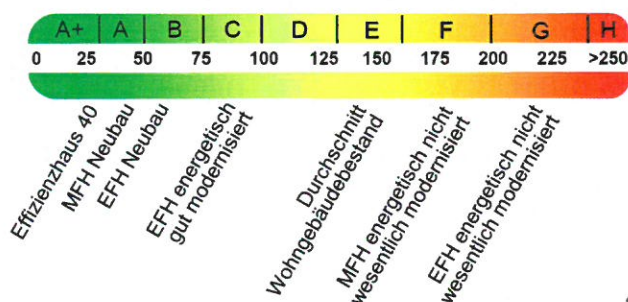 A+ A B C D E F G H
0 25 50 75 100 125 150 175 200 225 >250
Effizienzhaus 40
MFH Neubau
EFH Neubau
EFH energetisch
gut modernisiert
Durchschnitt
Wohngebäudebestand
MFH energetisch nicht
wesentlich modernisiert
EFH energetisch nicht
wesentlich modernisiert